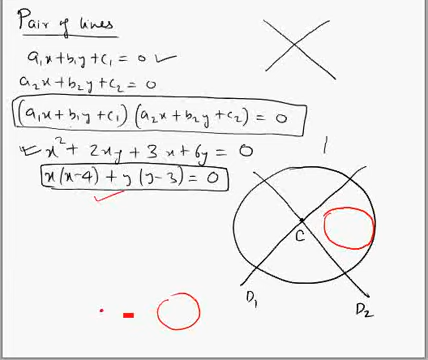 Pair of lines
a₁x + b₁y + c₁ = 0
a₂x + b₂y + c₂ = 0
(a₁x + b₁y + c₁) (a₂x + b₂y + c₂) = 0
x² + 2xy + 3x + 6y = 0
x(x-4) + y(y-3) = 0
C
D₁
D₂